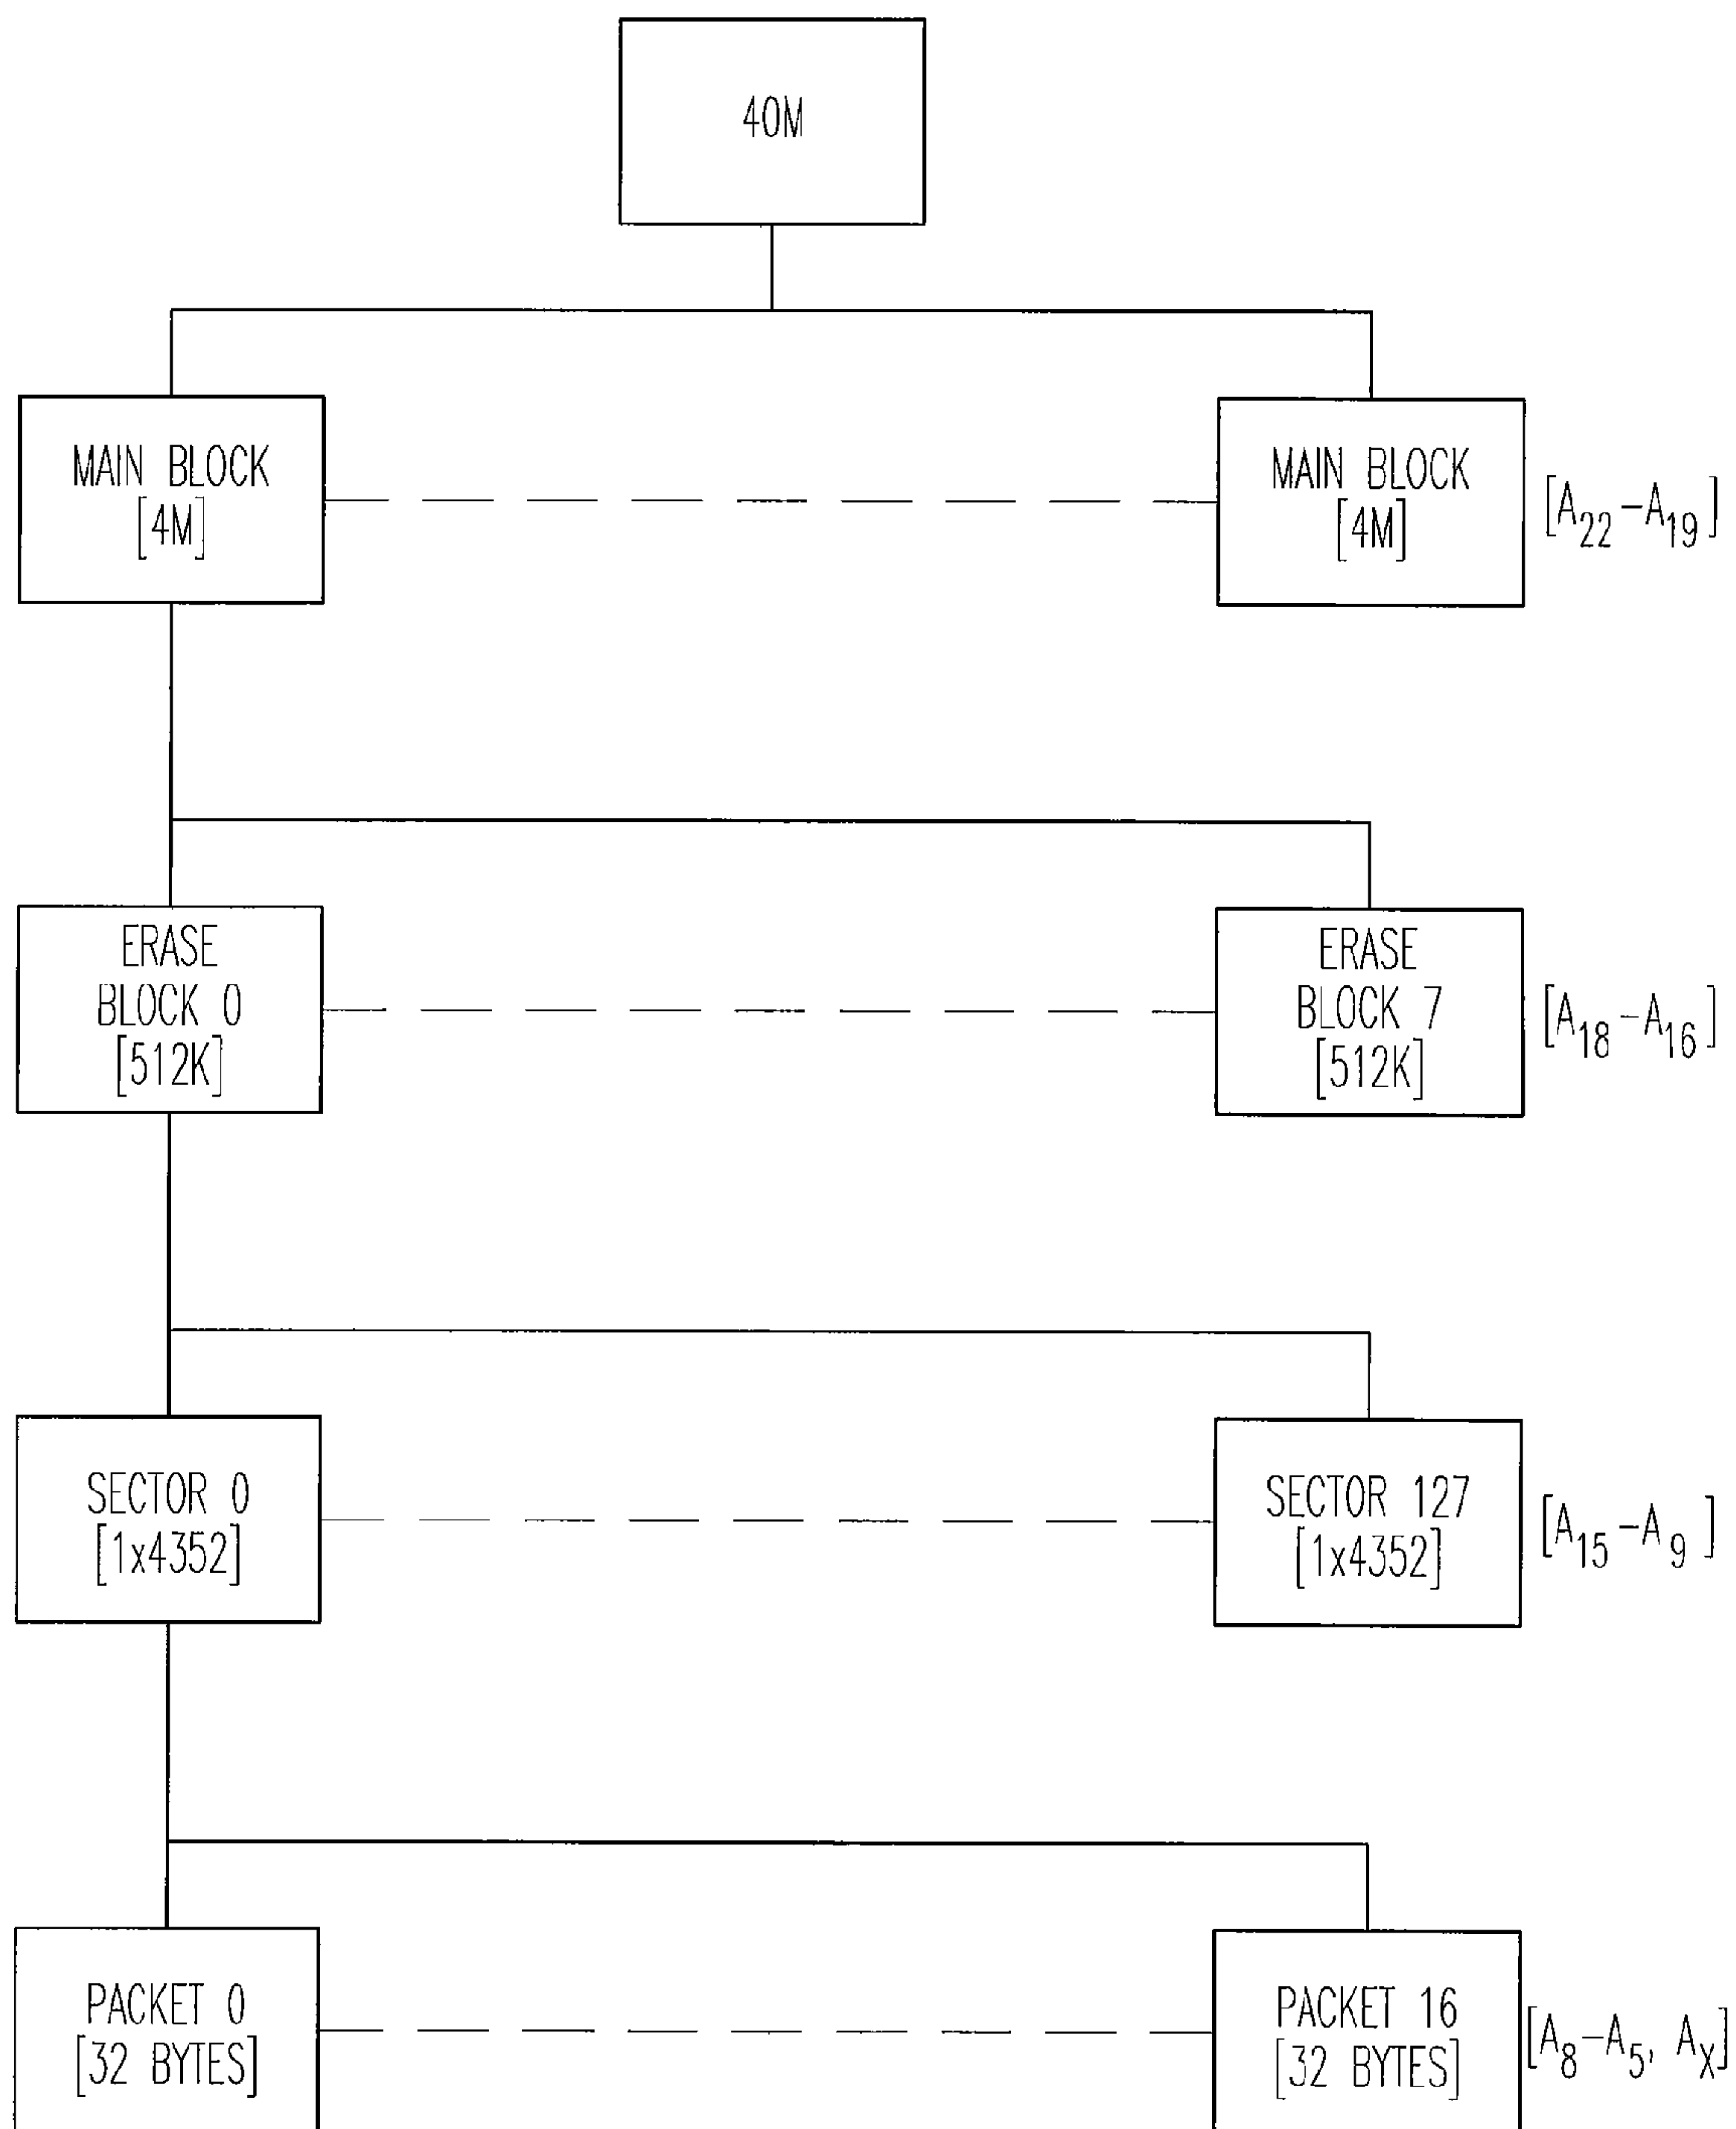 40M
MAIN BLOCK
[4M]
MAIN BLOCK
[4M]
[A22-A19]
ERASE
BLOCK 0
[512K]
ERASE
BLOCK 7
[512K]
[A18-A16]
SECTOR 0
[1x4352]
SECTOR 127
[1x4352]
[A15-A9]
PACKET 0
[32 BYTES]
PACKET 16
[32 BYTES]
[A8-A5, AX]